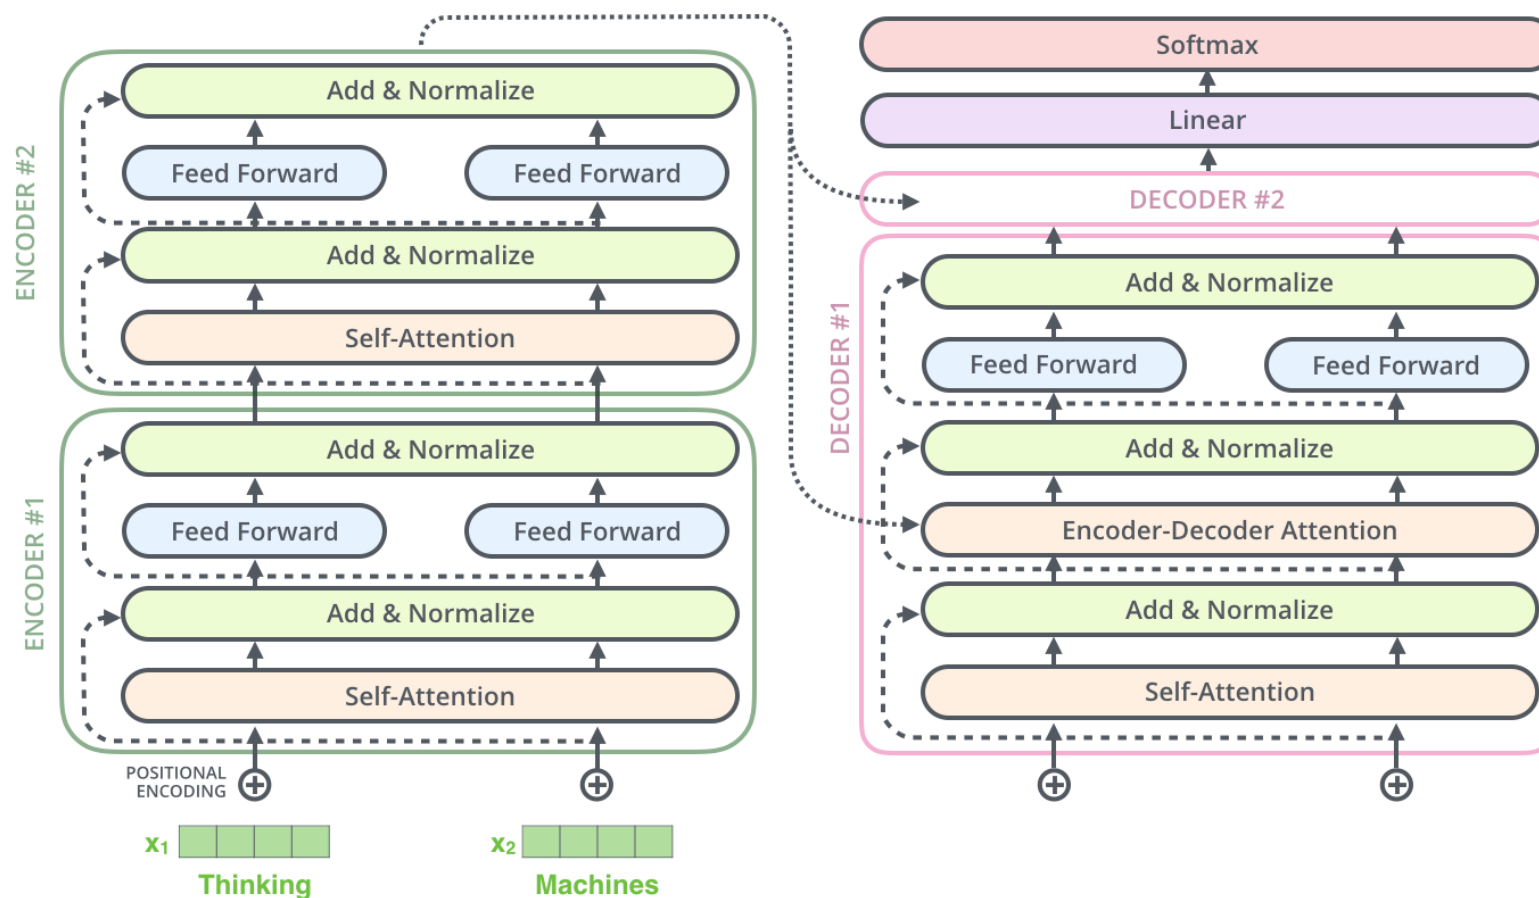 ENCODER #2
Add & Normalize
Feed Forward Feed Forward
Add & Normalize
Self-Attention
ENCODER #1
Add & Normalize
Feed Forward Feed Forward
Add & Normalize
Self-Attention
POSITIONAL
ENCODING
x₁ x₂
Thinking Machines
Softmax
Linear
DECODER #2
DECODER #1
Add & Normalize
Feed Forward Feed Forward
Add & Normalize
Encoder-Decoder Attention
Add & Normalize
Self-Attention